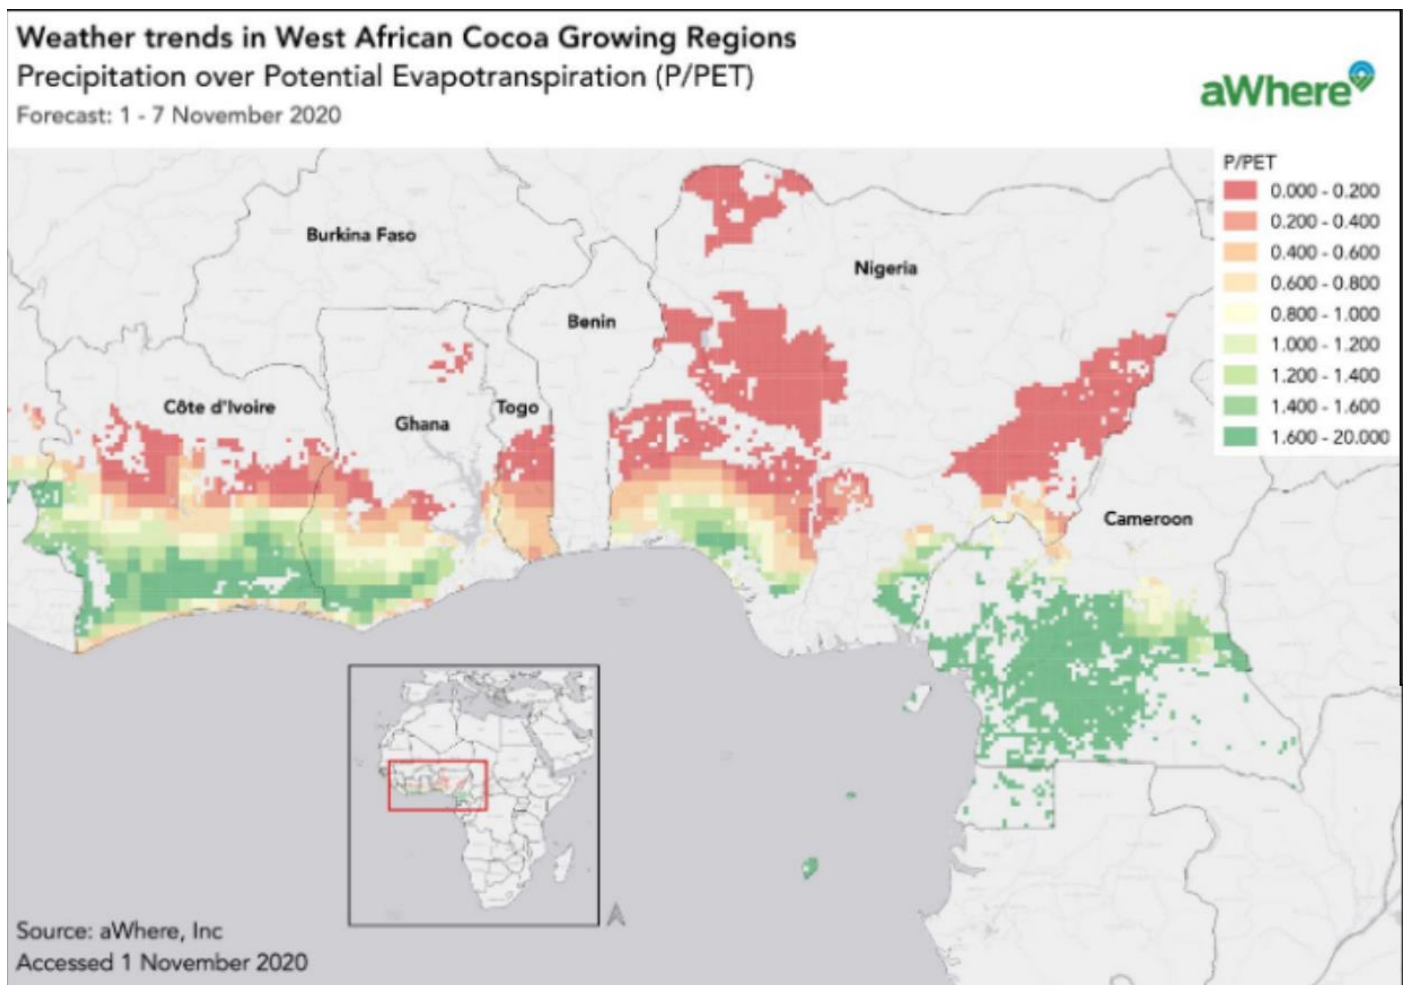 Weather trends in West African Cocoa Growing Regions
Precipitation over Potential Evapotranspiration (P/PET)
Forecast: 1 - 7 November 2020
aWhere
P/PET
0.000 - 0.200
0.200 - 0.400
0.400 - 0.600
0.600 - 0.800
0.800 - 1.000
1.000 - 1.200
1.200 - 1.400
1.400 - 1.600
1.600 - 20.000
Burkina Faso
Nigeria
Benin
Côte d'Ivoire
Togo
Ghana
Cameroon
Source: aWhere, Inc
Accessed 1 November 2020